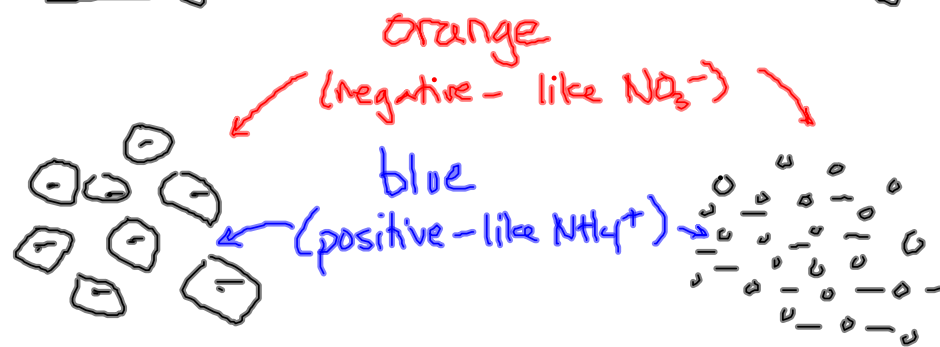 orange
(negative - like NO₃⁻)
blue
(positive - like NH₄⁺)